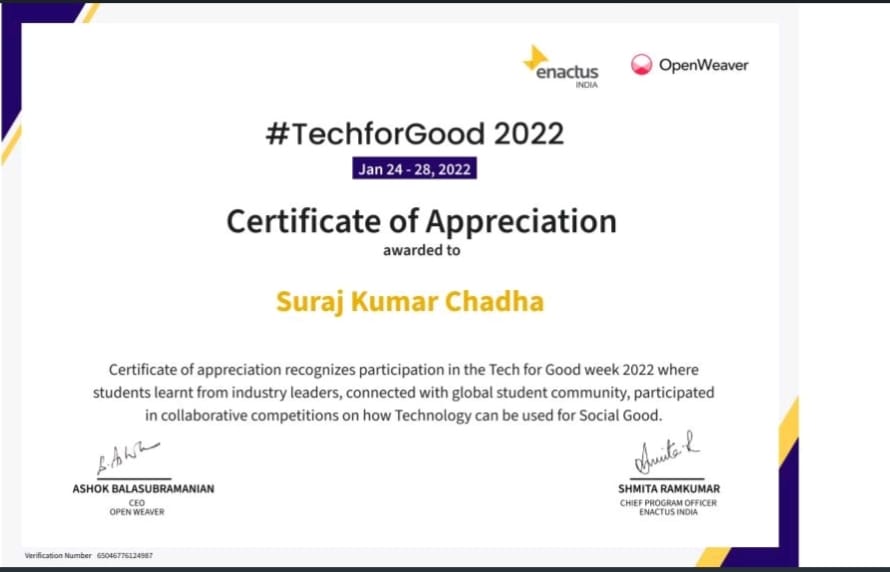 enactus
INDIA
OpenWeaver
#TechforGood 2022
Jan 24 - 28, 2022
Certificate of Appreciation
awarded to
Suraj Kumar Chadha
Certificate of appreciation recognizes participation in the Tech for Good week 2022 where
students learnt from industry leaders, connected with global student community, participated
in collaborative competitions on how Technology can be used for Social Good.
ASHOK BALASUBRAMANIAN
CEO
OPEN WEAVER
SHMITA RAMKUMAR
CHIEF PROGRAM OFFICER
ENACTUS INDIA
Verification Number 65046776124987